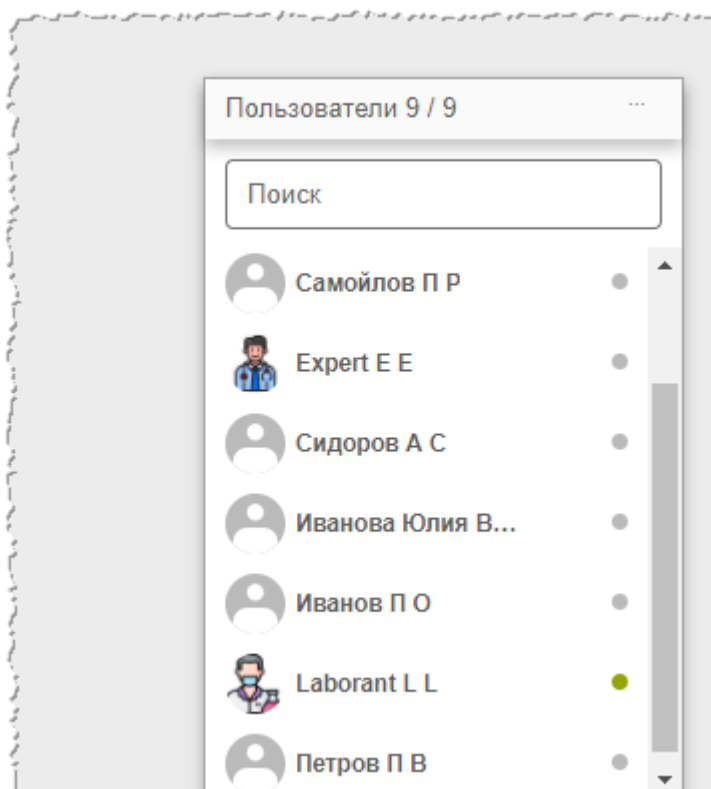 Пользователи 9 / 9 ...
Поиск
Самойлов П Р
Expert E E
Сидоров А С
Иванова Юлия В...
Иванов П О
Laborant L L
Петров П В